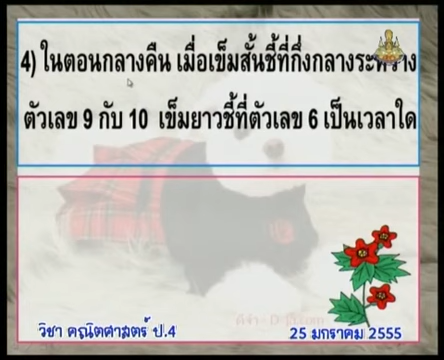 4) ในตอนกลางคืน เมื่อเข็มสั้นชี้ที่กึ่งกลางระหว่าง
ตัวเลข 9 กับ 10 เข็มยาวชี้ที่ตัวเลข 6 เป็นเวลาใด
วิชา คณิตศาสตร์ ป.4
25 มกราคม 2555